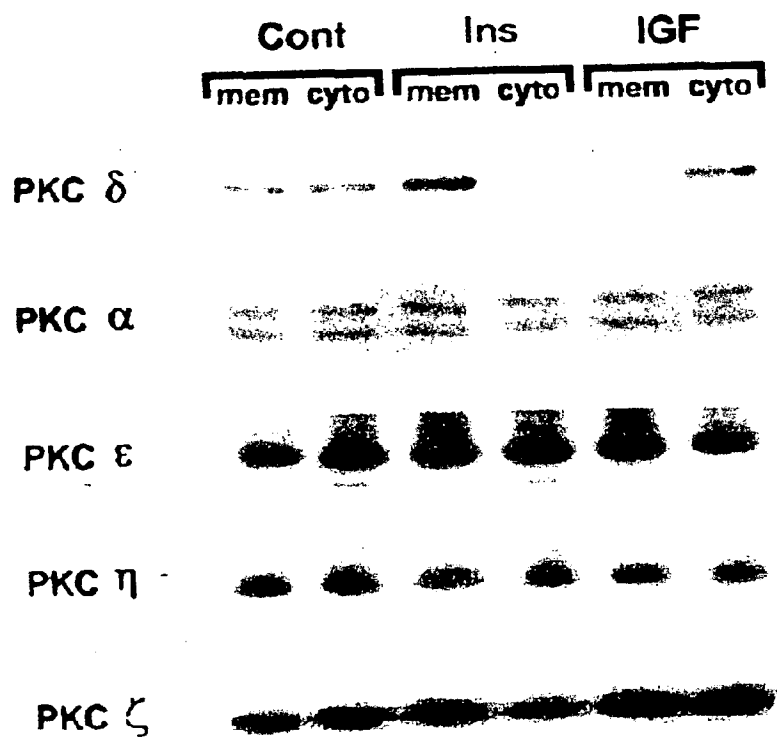 Cont Ins IGF
mem cyto mem cyto mem cyto
PKC δ
PKC α
PKC ε
PKC η
PKC ζ